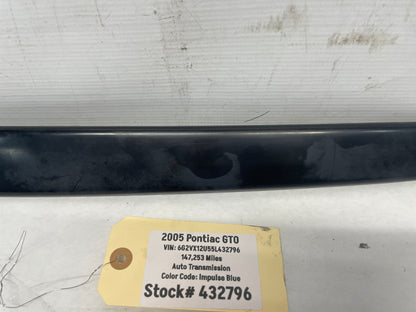 2005 Pontiac GTO
VIN: 6G2VX12U55L432796
147,253 Miles
Auto Transmission
Color Code: Impulse Blue
Stock# 432796